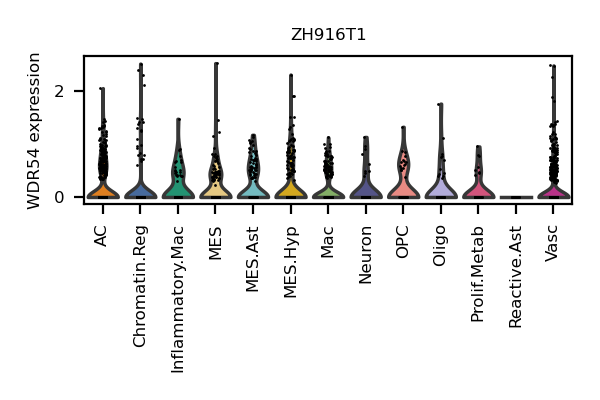 ZH916T1
WDR54 expression
2
0
AC
Chromatin.Reg
Inflammatory.Mac
MES
MES.Ast
MES.Hyp
Mac
Neuron
OPC
Oligo
Prolif.Metab
Reactive.Ast
Vasc